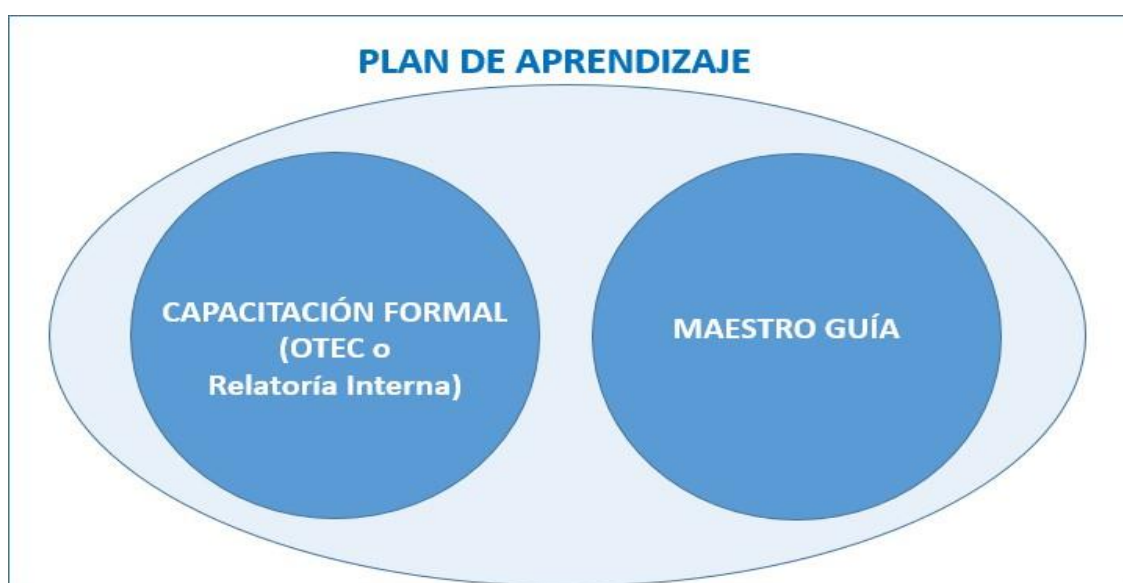 PLAN DE APRENDIZAJE
CAPACITACIÓN FORMAL
(OTEC o
Relatoría Interna)
MAESTRO GUÍA